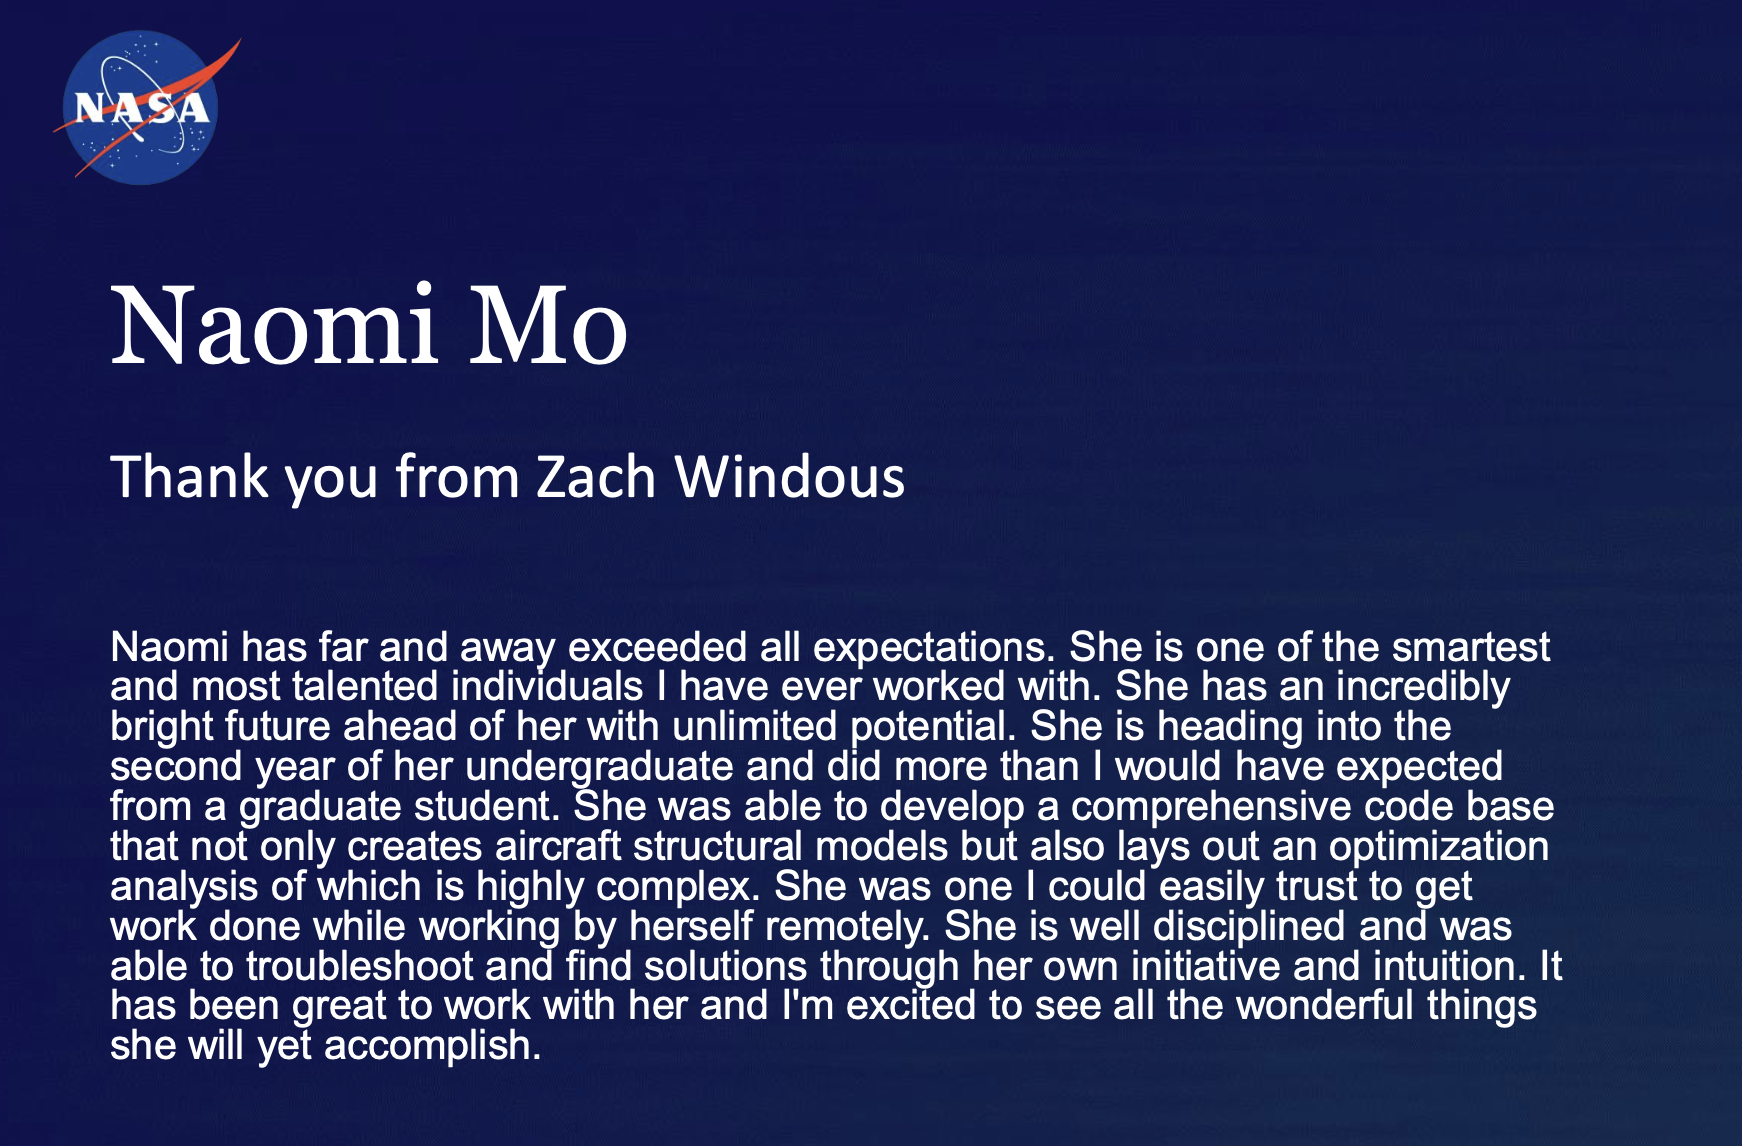 NASA
Naomi Mo
Thank you from Zach Windous
Naomi has far and away exceeded all expectations. She is one of the smartest
and most talented individuals I have ever worked with. She has an incredibly
bright future ahead of her with unlimited potential. She is heading into the
second year of her undergraduate and did more than I would have expected
from a graduate student. She was able to develop a comprehensive code base
that not only creates aircraft structural models but also lays out an optimization
analysis of which is highly complex. She was one I could easily trust to get
work done while working by herself remotely. She is well disciplined and was
able to troubleshoot and find solutions through her own initiative and intuition. It
has been great to work with her and I'm excited to see all the wonderful things
she will yet accomplish.